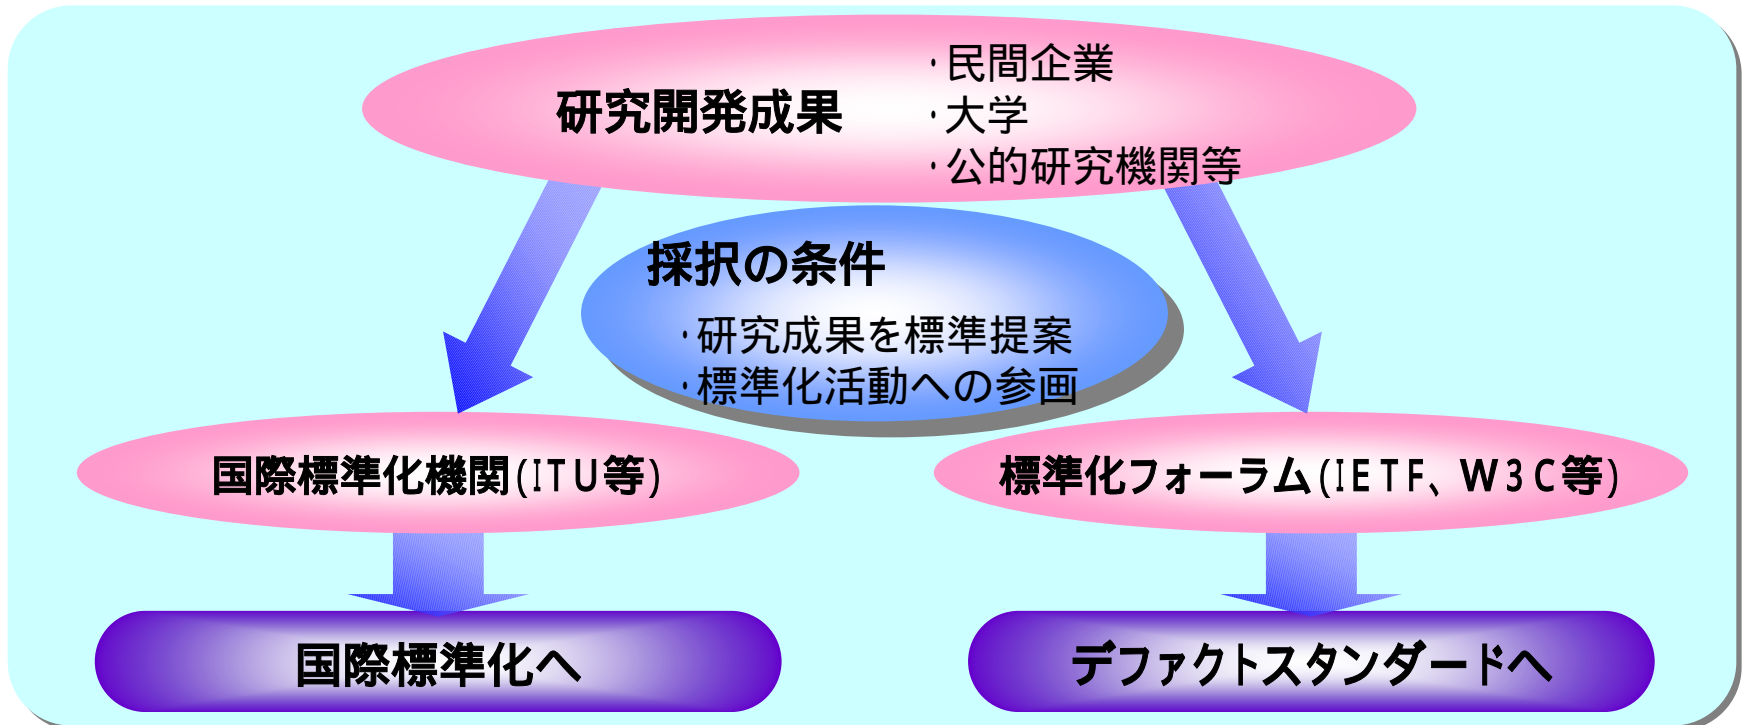 研究開発成果
・民間企業
・大学
・公的研究機関等
採択の条件
・研究成果を標準提案
・標準化活動への参画
国際標準化機関(ITU等)
標準化フォーラム(IETF、W3C等)
国際標準化へ
デファクトスタンダードへ